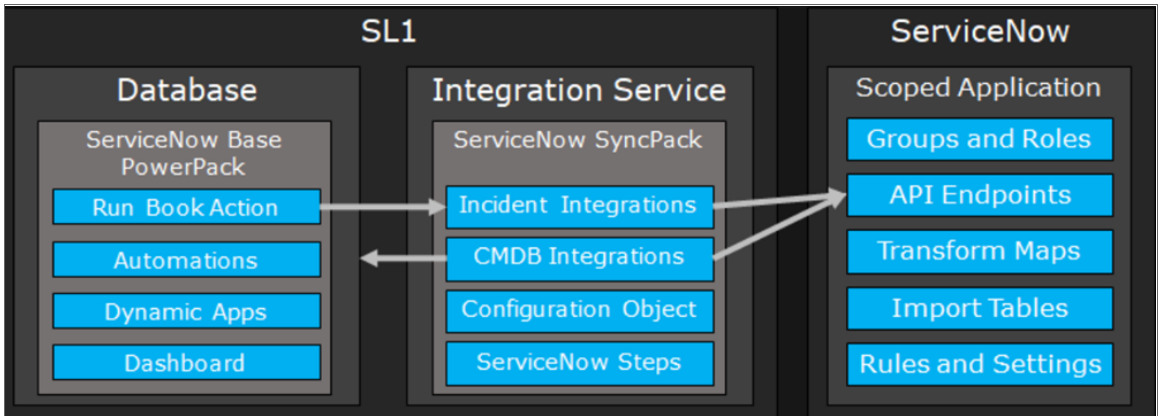 SL1
Database
ServiceNow Base
PowerPack
Run Book Action
Automations
Dynamic Apps
Dashboard
Integration Service
ServiceNow SyncPack
Incident Integrations
CMDB Integrations
Configuration Object
ServiceNow Steps
ServiceNow
Scoped Application
Groups and Roles
API Endpoints
Transform Maps
Import Tables
Rules and Settings